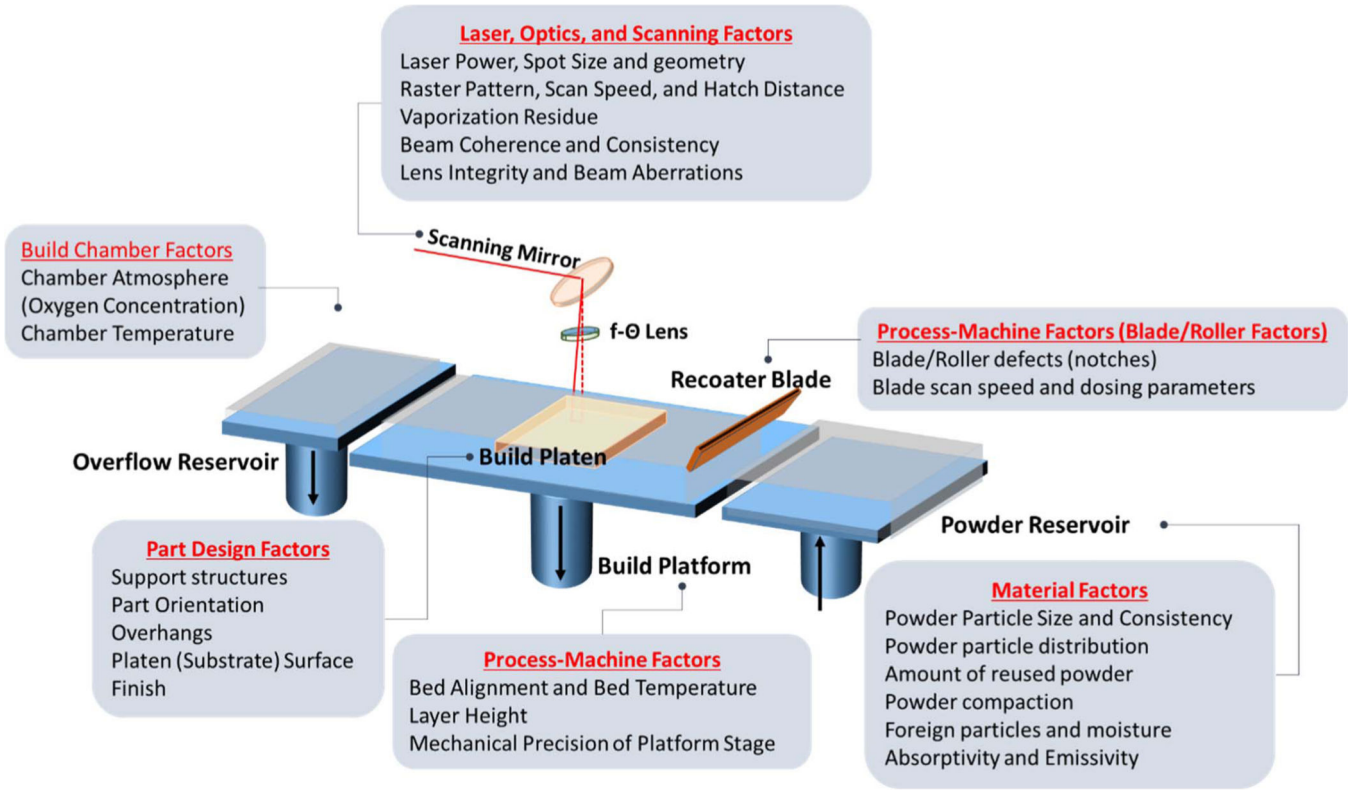 Laser, Optics, and Scanning Factors
Laser Power, Spot Size and geometry
Raster Pattern, Scan Speed, and Hatch Distance
Vaporization Residue
Beam Coherence and Consistency
Lens Integrity and Beam Aberrations
Scanning Mirror
Build Chamber Factors
Chamber Atmosphere
(Oxygen Concentration)
Chamber Temperature
f-Θ Lens
Process-Machine Factors (Blade/Roller Factors)
Blade/Roller defects (notches)
Blade scan speed and dosing parameters
Recoater Blade
Overflow Reservoir
Build Platen
Powder Reservoir
Build Platform
Part Design Factors
Support structures
Part Orientation
Overhangs
Platen (Substrate) Surface
Finish
Process-Machine Factors
Bed Alignment and Bed Temperature
Layer Height
Mechanical Precision of Platform Stage
Material Factors
Powder Particle Size and Consistency
Powder particle distribution
Amount of reused powder
Powder compaction
Foreign particles and moisture
Absorptivity and Emissivity